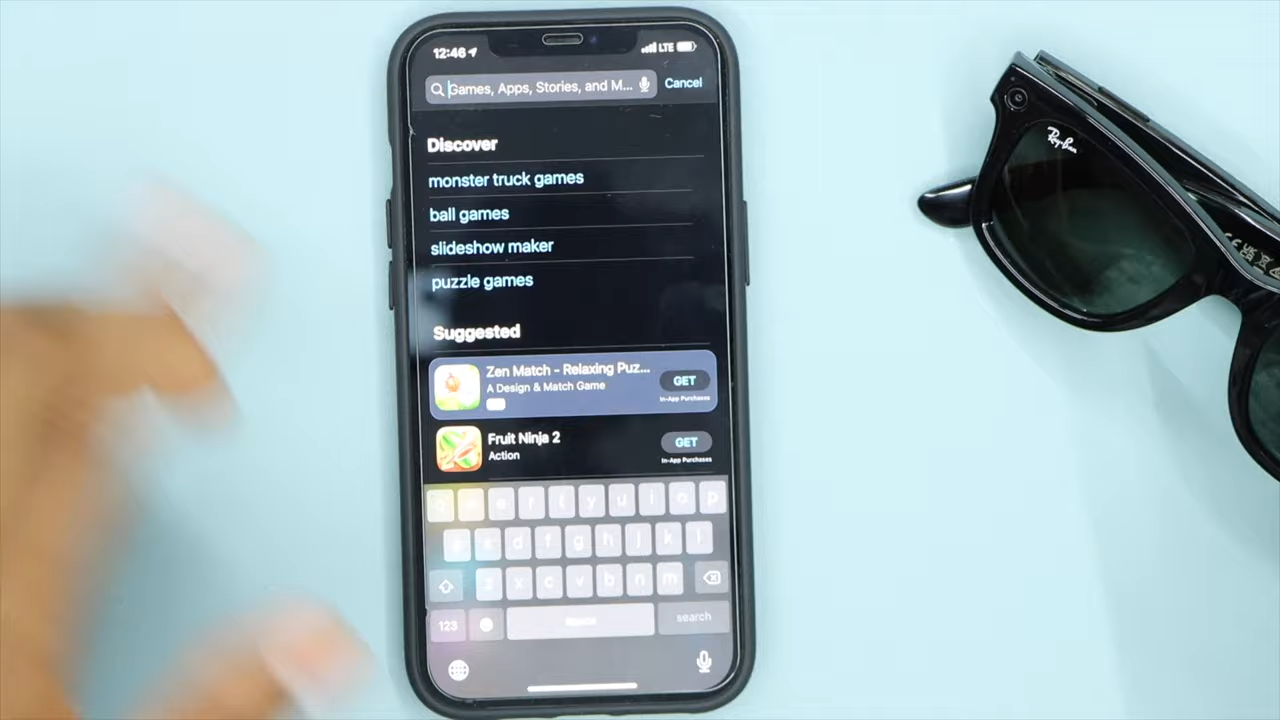 12:46
LTE
Games, Apps, Stories, and M...
Cancel
Discover
monster truck games
ball games
slideshow maker
puzzle games
Suggested
Zen Match - Relaxing Puz...
A Design & Match Game
GET
In-App Purchases
Fruit Ninja 2
Action
GET
In-App Purchases
e r t y u i o p
s d f g h j k l
z x c v b n m
123
search
Ray-Ban
CE